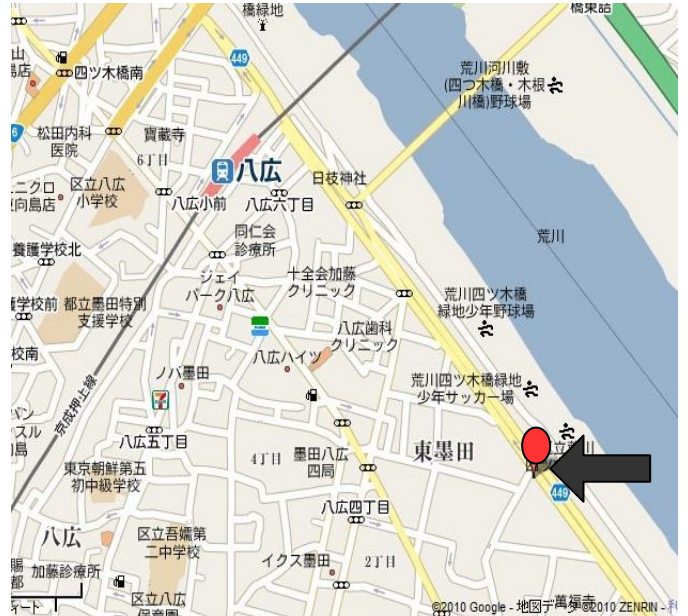 橋緑地
橋東詰
449
山
島店
四ツ木橋南
荒川河川敷
(四つ木橋・木根
川橋)野球場
6
松田内科
医院
寶蔵寺
6丁目
八広
日枝神社
ユニクロ
東向島店
区立八広
小学校
八広小前
八広六丁目
養護学校北
同仁会
診療所
荒川
ジェイ
パーク八広
十全会加藤
クリニック
荒川四ツ木橋
緑地少年野球場
護学校前
都立墨田特別
支援学校
八広歯科
クリニック
校南
八広ハイツ
ノバ墨田
京成押上線
7
荒川四ツ木橋緑地
少年サッカー場
八広五丁目
東墨田
東京朝鮮第五
初中級学校
4丁目
墨田八広
四局
449
八広四丁目
八広
区立吾嬬第
二中学校
イクス墨田
2丁目
加藤診療所
区立八広
保育園
萬福寺
©2010 Google - 地図データ ©2010 ZENRIN -